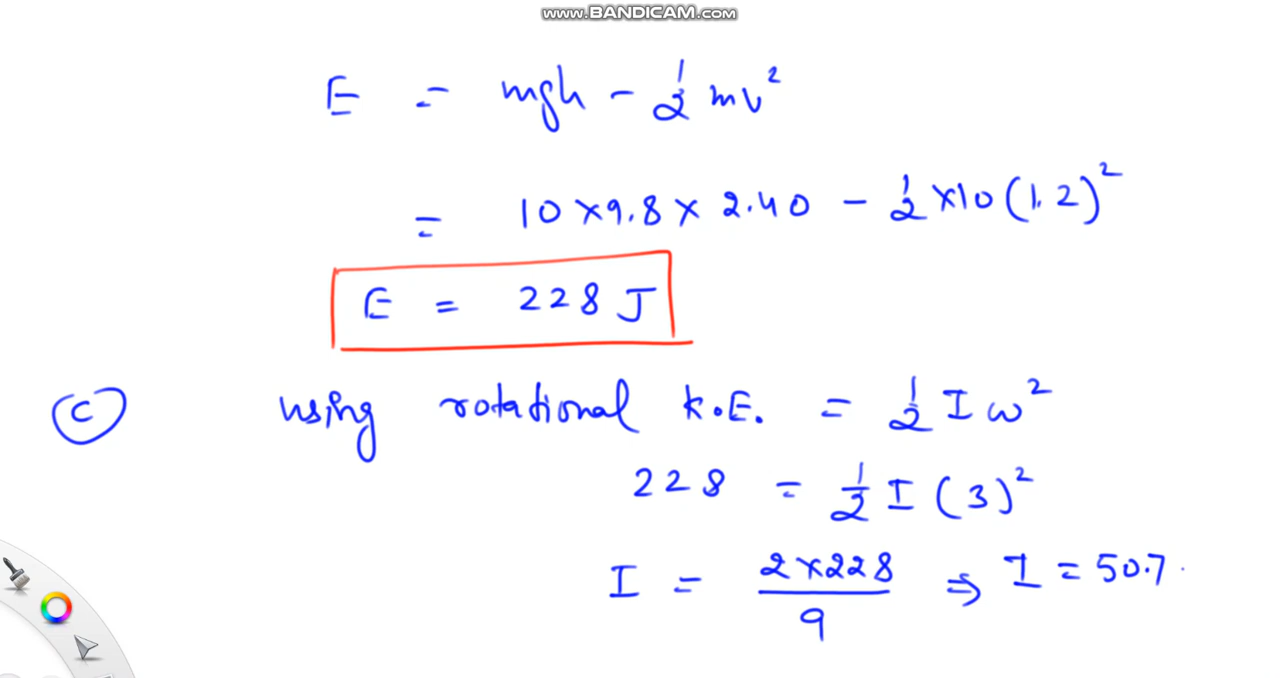 www.BANDICAM.com
E = mgh - 1/2 mv²
= 10 × 9.8 × 2.40 - 1/2 × 10 (1.2)²
E = 228 J
C using rotational k.E. = 1/2 I ω²
228 = 1/2 I (3)²
I = 2×228/9 ⇒ I = 50.7